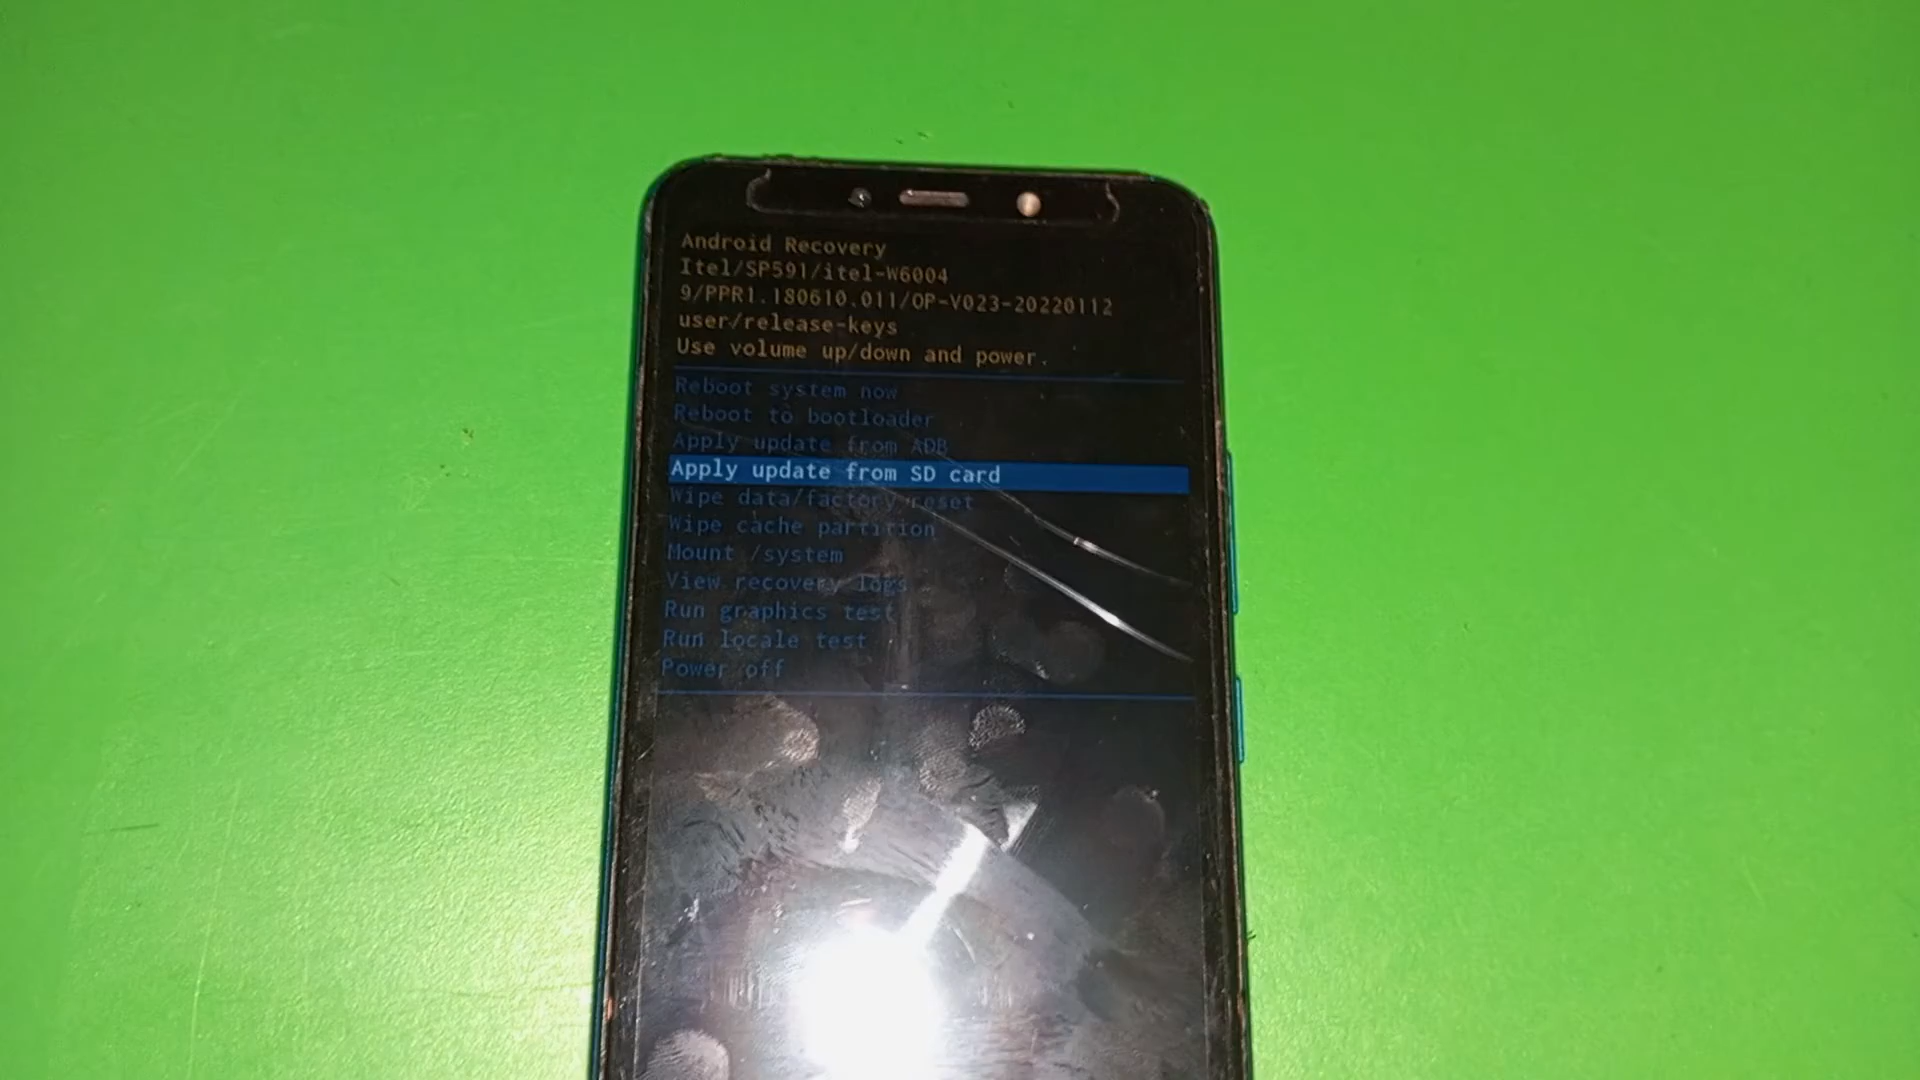 Android Recovery
Itel/SP591/itel-W6004
9/PPR1.180610.011/OP-V023-20220112
user/release-keys
Use volume up/down and power.
Reboot system now
Reboot to bootloader
Apply update from ADB
Apply update from SD card
Wipe data/factory reset
Wipe cache partition
Mount /system
View recovery logs
Run graphics test
Run locale test
Power off